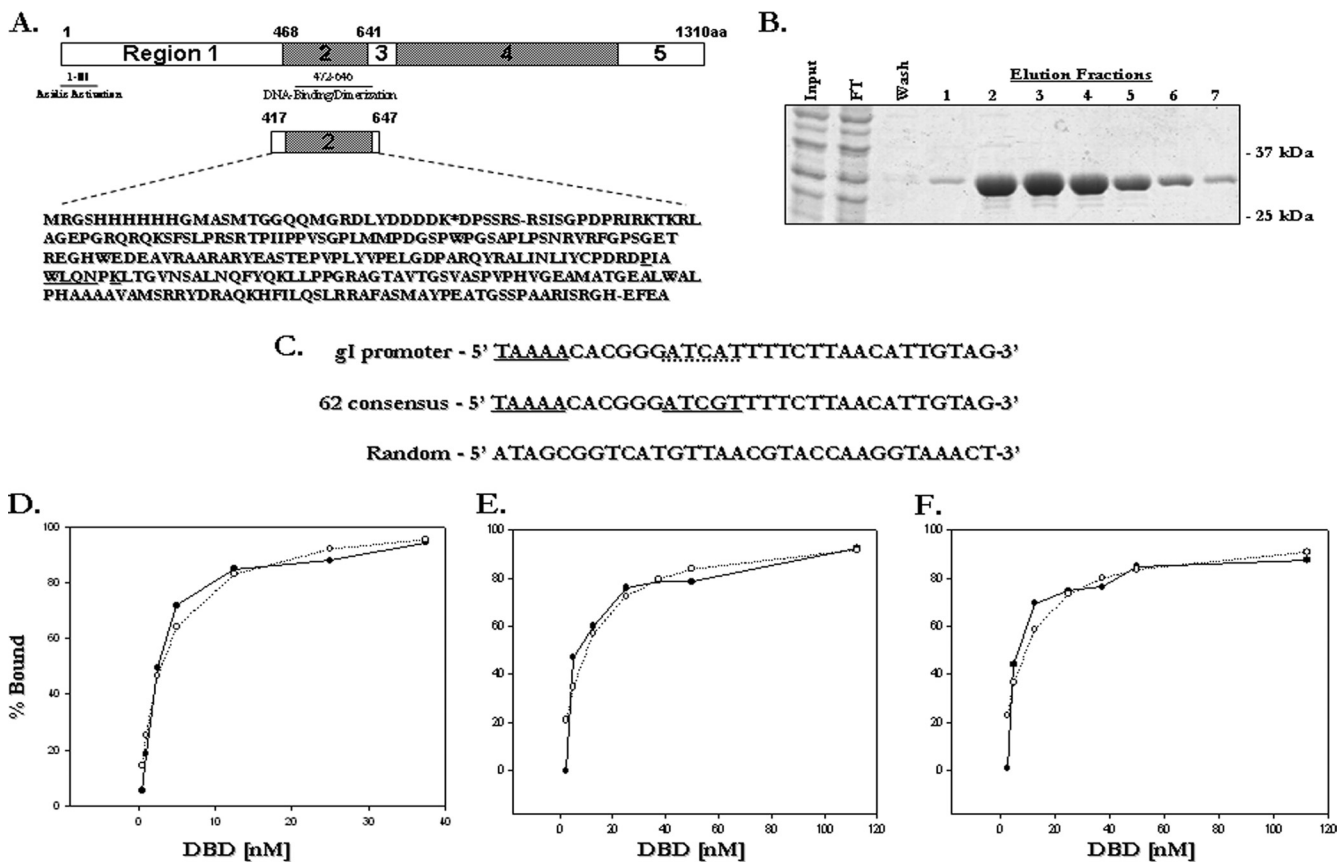 A.
1 468 641 1310aa
Region 1 2 3 4 5
472-646
Acidic Activation DNA-Binding/Dimerization
417 647
2
MRGSHHHHHHGMASMTGGQQMGRDLYDDDDK*DPSSRS-RSISGPDPRIRKTKRL
AGEPGRQRQKSFSLPRSRTPIIPPVSGPLMMPDGSPWPGSAPLPSNRVRFGPSGET
REGHWEDEAVRAARARYEASTEPVPLYVPELGDPARQYRALINLIYCPDRDPIA
WLQNPKLTGVNSALNQFYQKLLPPGRAGTAVTGSVASPVPHVGEAMATGEALWAL
PHAAAAVAMSRRYDRAQKHFILQSLRRAFASMAYPEATGSSPAARISRGH-EFEA
B.
Input FT Wash
Elution Fractions
1 2 3 4 5 6 7
- 37 kDa
- 25 kDa
C.
gI promoter - 5' TAAAACACGGGATCATTTTTCTTAACATTGTAG-3'
62 consensus - 5' TAAAACACGGGATCGTTTTTCTTAACATTGTAG-3'
Random - 5' ATAGCGGTCATGTTAACGTACCAAGGTAAACT-3'
D.
% Bound
100
80
60
40
20
0
0 10 20 30 40
DBD [nM]
E.
100
80
60
40
20
0
0 20 40 60 80 100 120
DBD [nM]
F.
100
80
60
40
20
0
0 20 40 60 80 100 120
DBD [nM]